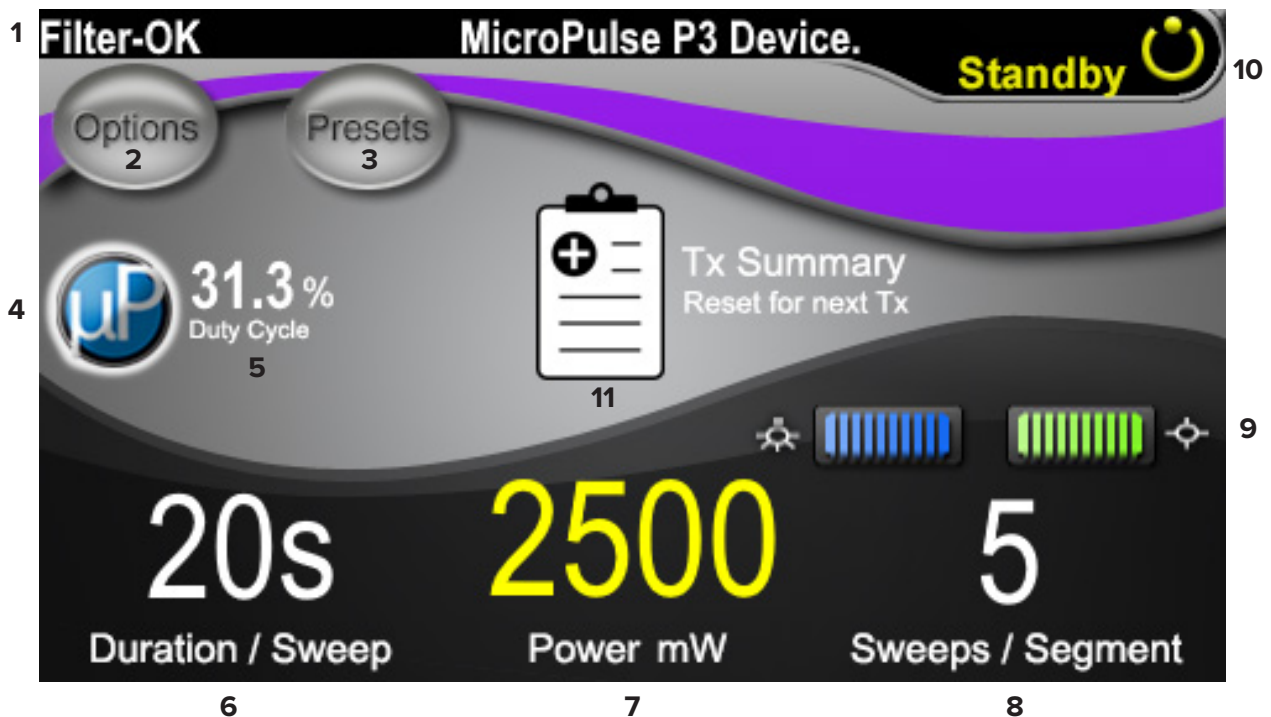 1
Filter-OK
MicroPulse P3 Device.
Standby
10
Options
2
Presets
3
4
µP
31.3 %
Duty Cycle
5
Tx Summary
Reset for next Tx
11
9
20s
2500
5
Duration / Sweep
Power mW
Sweeps / Segment
6
7
8